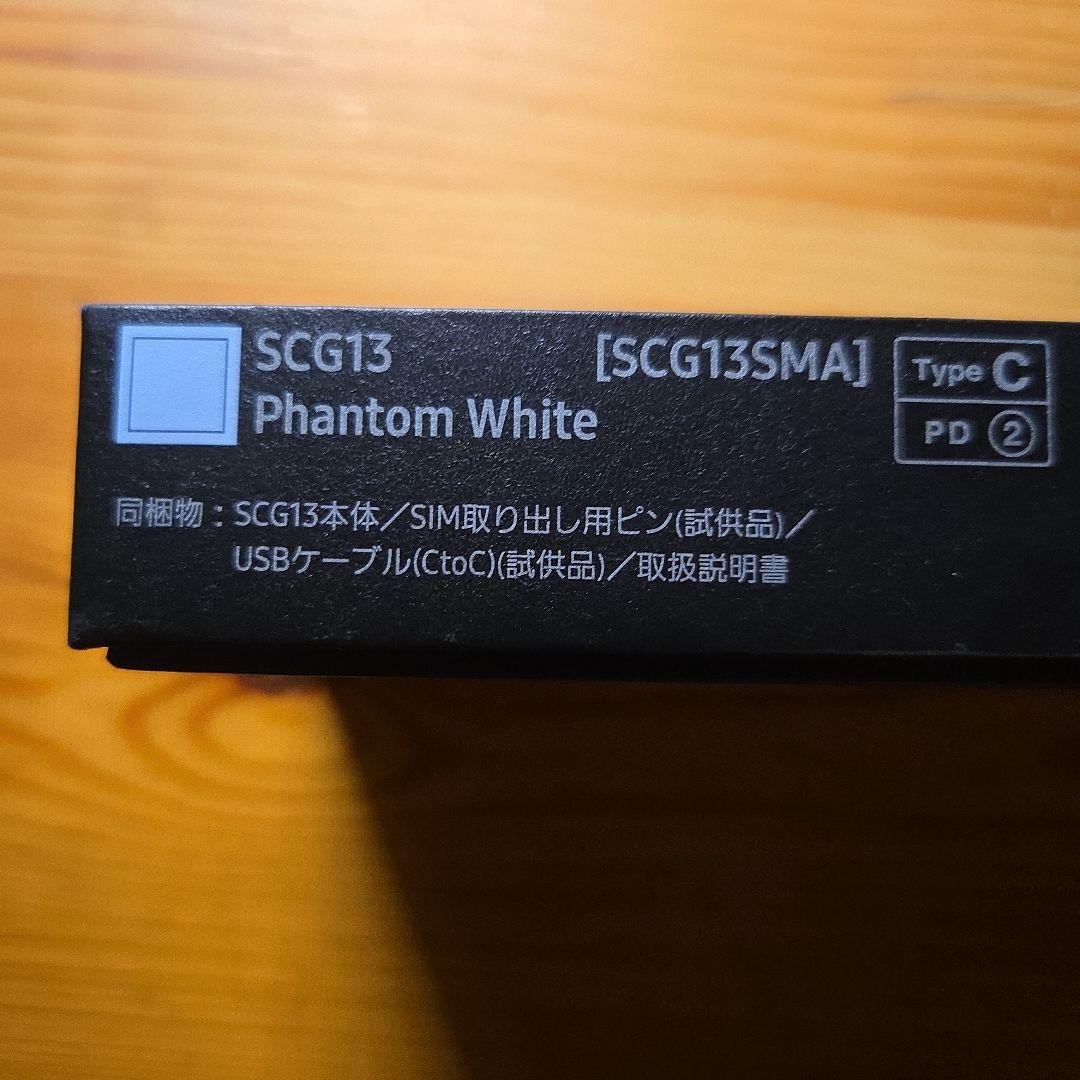 SCG13 [SCG13SMA]
Phantom White
Type C
PD ②
同梱物：SCG13本体／SIM取り出し用ピン(試供品)／
USBケーブル(CtoC)(試供品)／取扱説明書